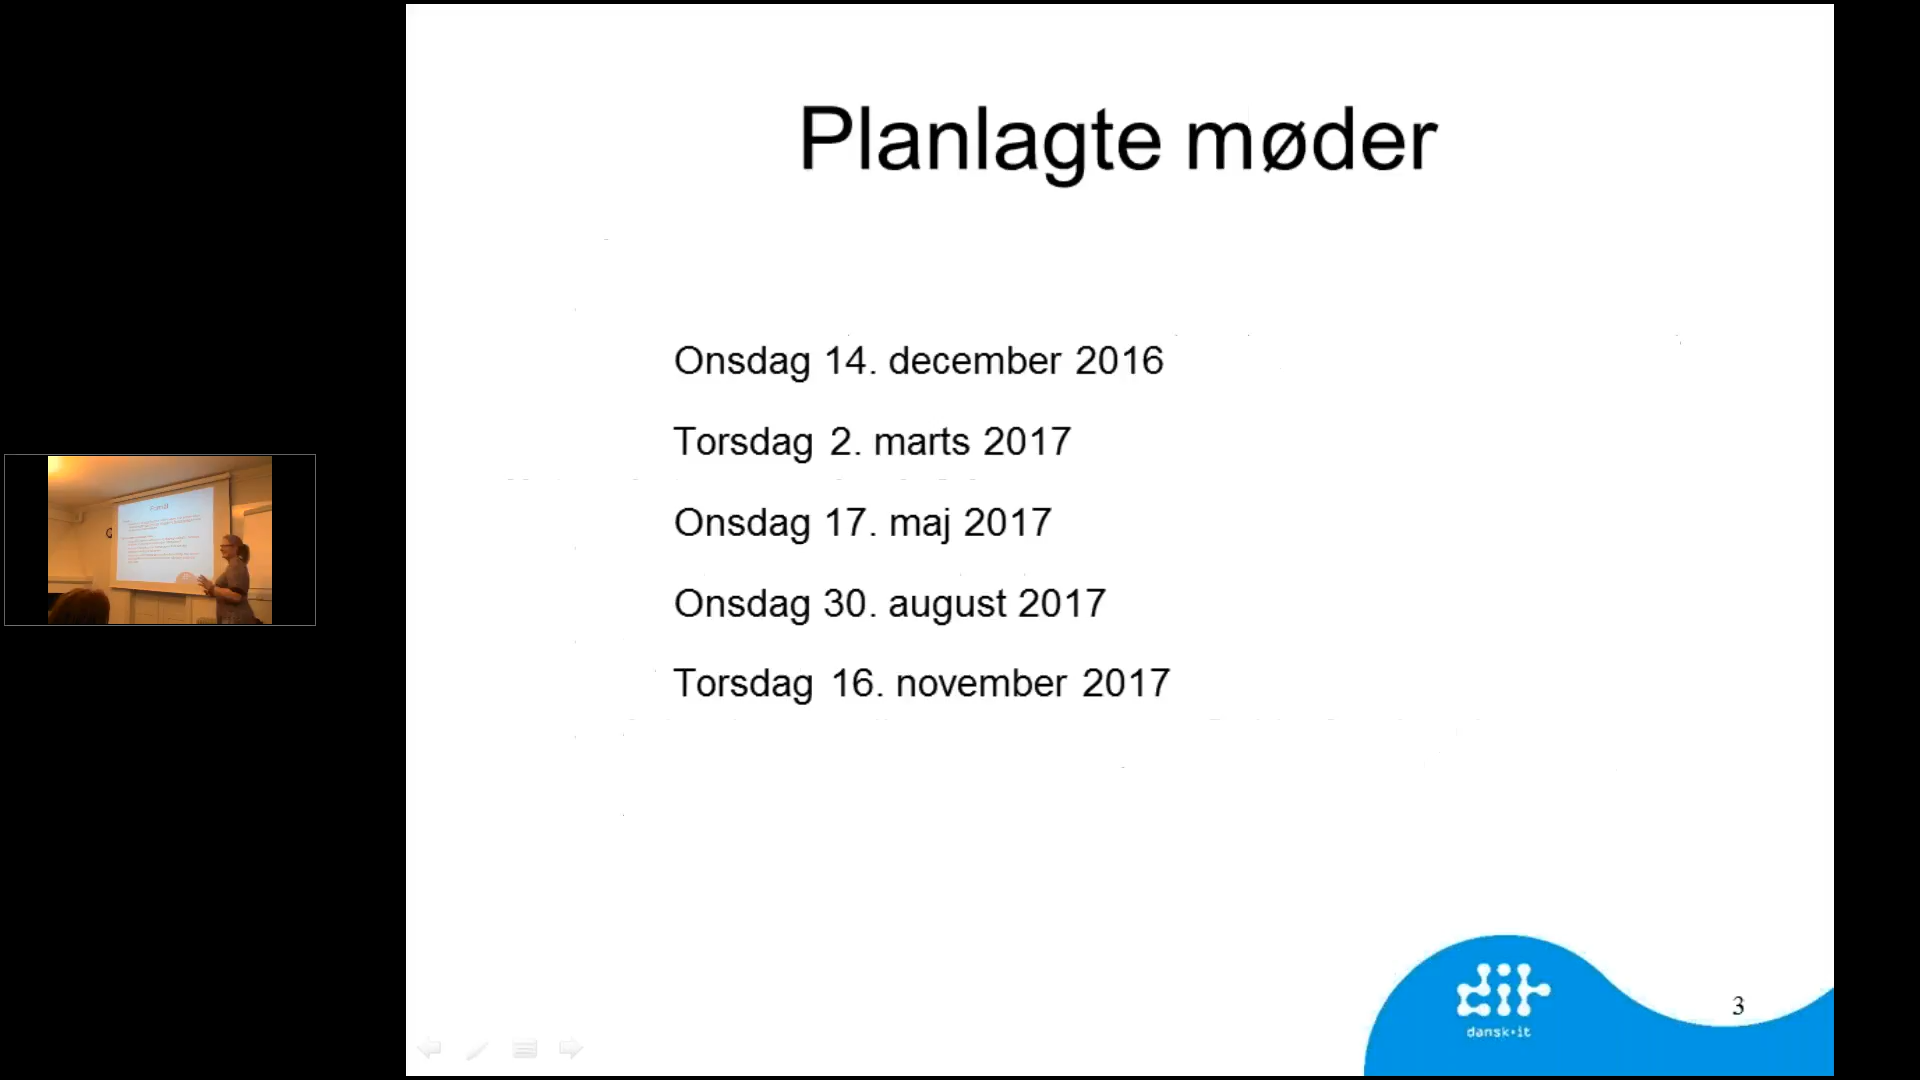 Planlagte møder
Onsdag 14. december 2016
Torsdag 2. marts 2017
Onsdag 17. maj 2017
Onsdag 30. august 2017
Torsdag 16. november 2017
dit
dansk·it
3